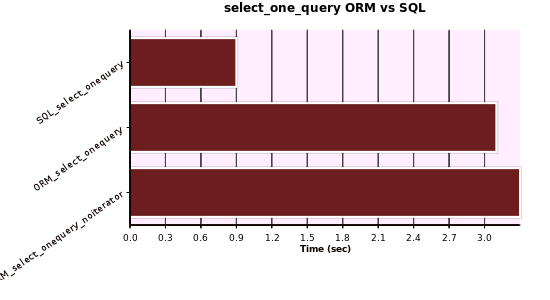 select_one_query ORM vs SQL
SQL_select_onequery
ORM_select_onequery
M_select_onequery_noiterator
0.0 0.3 0.6 0.9 1.2 1.5 1.8 2.1 2.4 2.7 3.0
Time (sec)